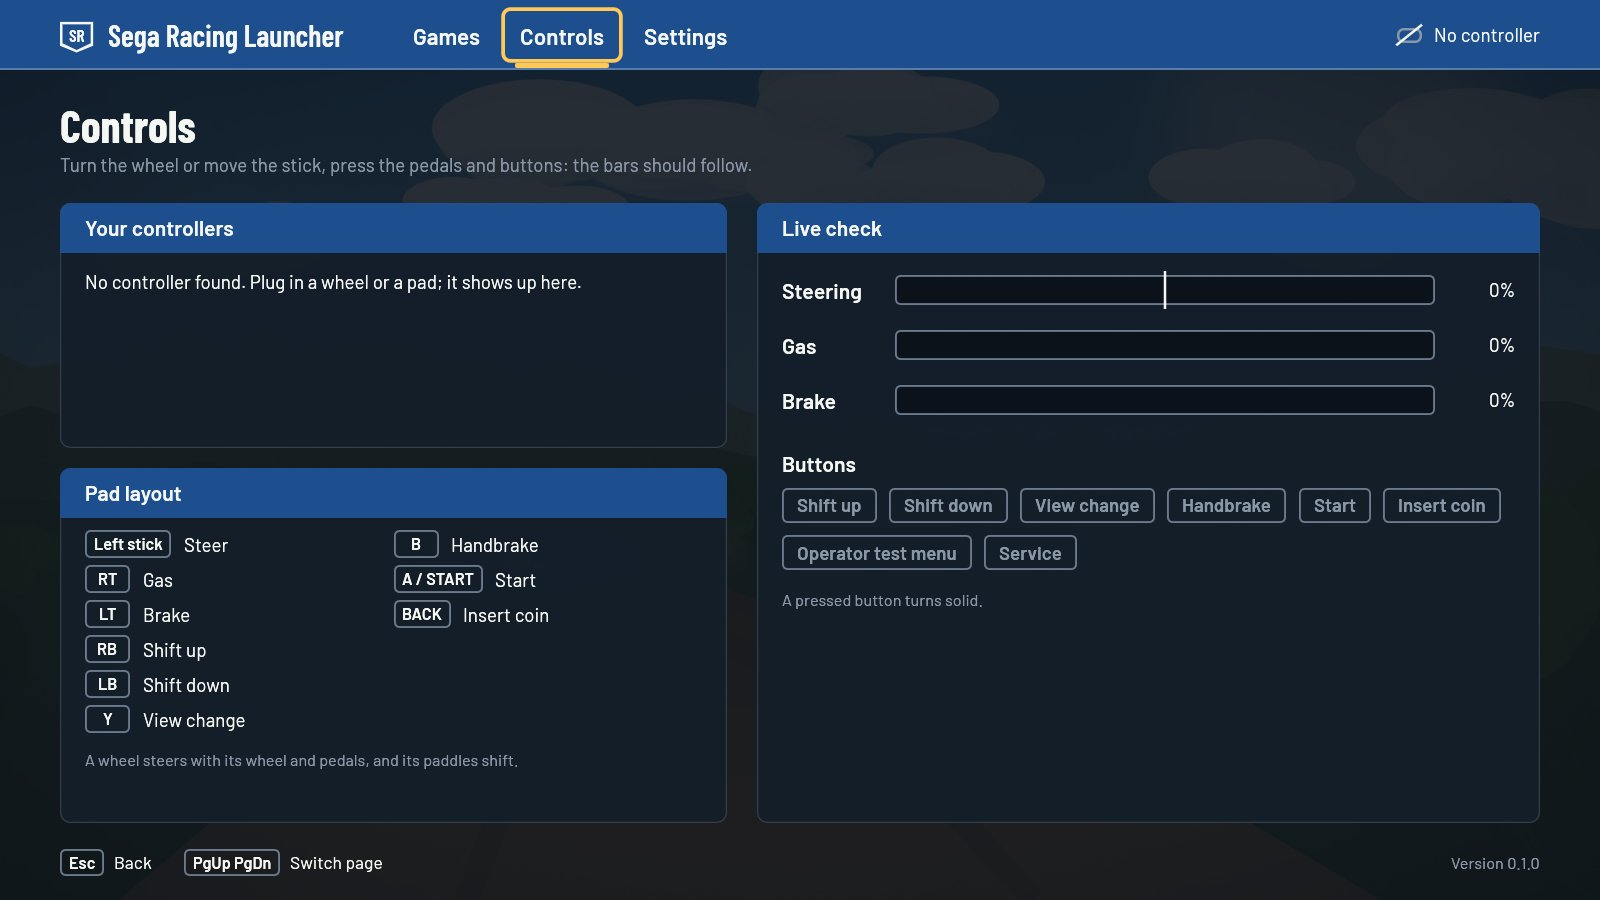 SR Sega Racing Launcher Games Controls Settings No controller
Controls
Turn the wheel or move the stick, press the pedals and buttons: the bars should follow.
Your controllers
No controller found. Plug in a wheel or a pad; it shows up here.
Pad layout
Left stick Steer
RT Gas
LT Brake
RB Shift up
LB Shift down
Y View change
B Handbrake
A / START Start
BACK Insert coin
A wheel steers with its wheel and pedals, and its paddles shift.
Live check
Steering 0%
Gas 0%
Brake 0%
Buttons
Shift up Shift down View change Handbrake Start Insert coin
Operator test menu Service
A pressed button turns solid.
Esc Back PgUp PgDn Switch page Version 0.1.0